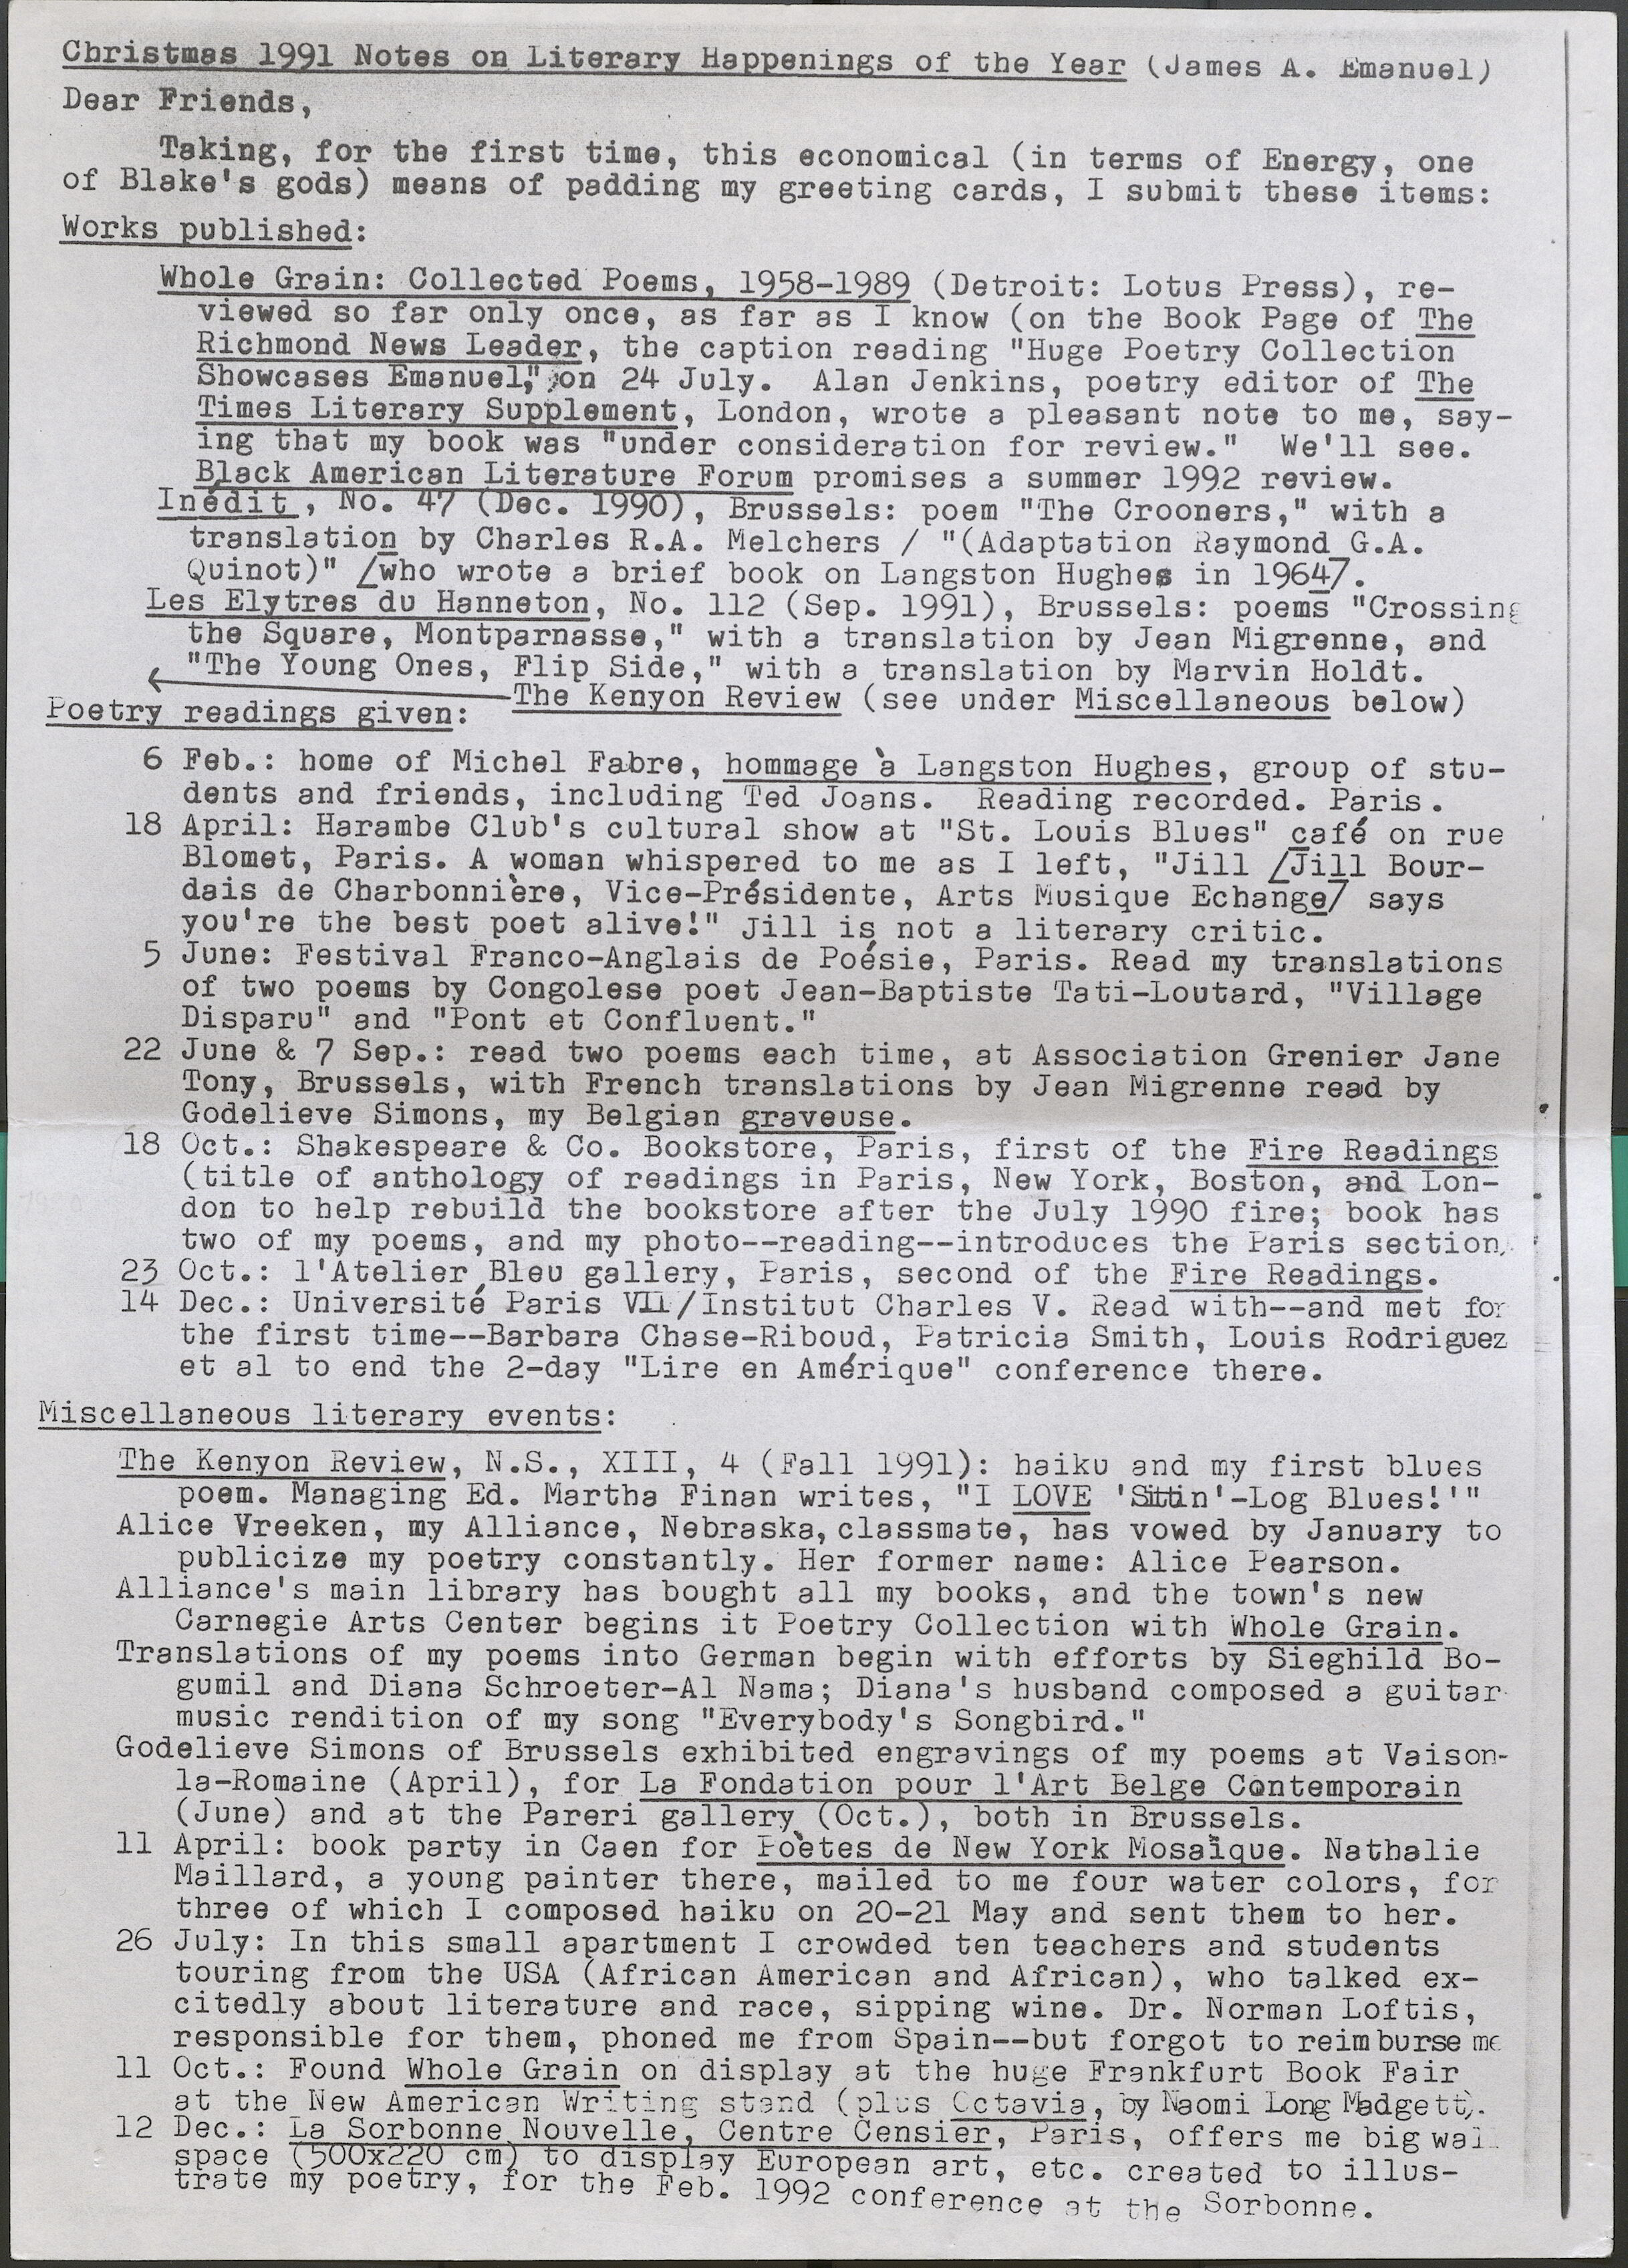 Christmas 1991 Notes on Literary Happenings of the Year (James A. Emanuel)
Dear Friends,
Taking, for the first time, this economical (in terms of Energy, one
of Blake's gods) means of padding my greeting cards, I submit these items:
Works published:
Whole Grain: Collected Poems, 1958-1989 (Detroit: Lotus Press), re-
viewed so far only once, as far as I know (on the Book Page of The
Richmond News Leader, the caption reading "Huge Poetry Collection
Showcases Emanuel," on 24 July. Alan Jenkins, poetry editor of The
Times Literary Supplement, London, wrote a pleasant note to me, say-
ing that my book was "under consideration for review." We'll see.
Black American Literature Forum promises a summer 1992 review.
Inédit, No. 47 (Dec. 1990), Brussels: poem "The Crooners," with a
translation by Charles R.A. Melchers / "(Adaptation Raymond G.A.
Quinot)" [who wrote a brief book on Langston Hughes in 1964].
Les Elytres du Hanneton, No. 112 (Sep. 1991), Brussels: poems "Crossing
the Square, Montparnasse," with a translation by Jean Migrenne, and
"The Young Ones, Flip Side," with a translation by Marvin Holdt.
The Kenyon Review (see under Miscellaneous below)
Poetry readings given:
6 Feb.: home of Michel Fabre, hommage à Langston Hughes, group of stu-
dents and friends, including Ted Joans. Reading recorded. Paris.
18 April: Harambe Club's cultural show at "St. Louis Blues" café on rue
Blomet, Paris. A woman whispered to me as I left, "Jill [Jill Bour-
dais de Charbonnière, Vice-Présidente, Arts Musique Echange] says
you're the best poet alive!" Jill is not a literary critic.
5 June: Festival Franco-Anglais de Poésie, Paris. Read my translations
of two poems by Congolese poet Jean-Baptiste Tati-Loutard, "Village
Disparu" and "Pont et Confluent."
22 June & 7 Sep.: read two poems each time, at Association Grenier Jane
Tony, Brussels, with French translations by Jean Migrenne read by
Godelieve Simons, my Belgian graveuse.
18 Oct.: Shakespeare & Co. Bookstore, Paris, first of the Fire Readings
(title of anthology of readings in Paris, New York, Boston, and Lon-
don to help rebuild the bookstore after the July 1990 fire; book has
two of my poems, and my photo--reading--introduces the Paris section.
23 Oct.: l'Atelier Bleu gallery, Paris, second of the Fire Readings.
14 Dec.: Université Paris VII/Institut Charles V. Read with--and met for
the first time--Barbara Chase-Riboud, Patricia Smith, Louis Rodriguez
et al to end the 2-day "Lire en Amérique" conference there.
Miscellaneous literary events:
The Kenyon Review, N.S., XIII, 4 (Fall 1991): haiku and my first blues
poem. Managing Ed. Martha Finan writes, "I LOVE 'Sittin'-Log Blues!'"
Alice Vreeken, my Alliance, Nebraska, classmate, has vowed by January to
publicize my poetry constantly. Her former name: Alice Pearson.
Alliance's main library has bought all my books, and the town's new
Carnegie Arts Center begins it Poetry Collection with Whole Grain.
Translations of my poems into German begin with efforts by Sieghild Bo-
gumil and Diana Schroeter-Al Nama; Diana's husband composed a guitar
music rendition of my song "Everybody's Songbird."
Godelieve Simons of Brussels exhibited engravings of my poems at Vaison-
la-Romaine (April), for La Fondation pour l'Art Belge Contemporain
(June) and at the Pareri gallery (Oct.), both in Brussels.
11 April: book party in Caen for Poètes de New York Mosaïque. Nathalie
Maillard, a young painter there, mailed to me four water colors, for
three of which I composed haiku on 20-21 May and sent them to her.
26 July: In this small apartment I crowded ten teachers and students
touring from the USA (African American and African), who talked ex-
citedly about literature and race, sipping wine. Dr. Norman Loftis,
responsible for them, phoned me from Spain--but forgot to reimburse me
11 Oct.: Found Whole Grain on display at the huge Frankfurt Book Fair
at the New American Writing stand (plus Octavia, by Naomi Long Madgett).
12 Dec.: La Sorbonne Nouvelle, Centre Censier, Paris, offers me big wall
space (500x220 cm) to display European art, etc. created to illus-
trate my poetry, for the Feb. 1992 conference at the Sorbonne.